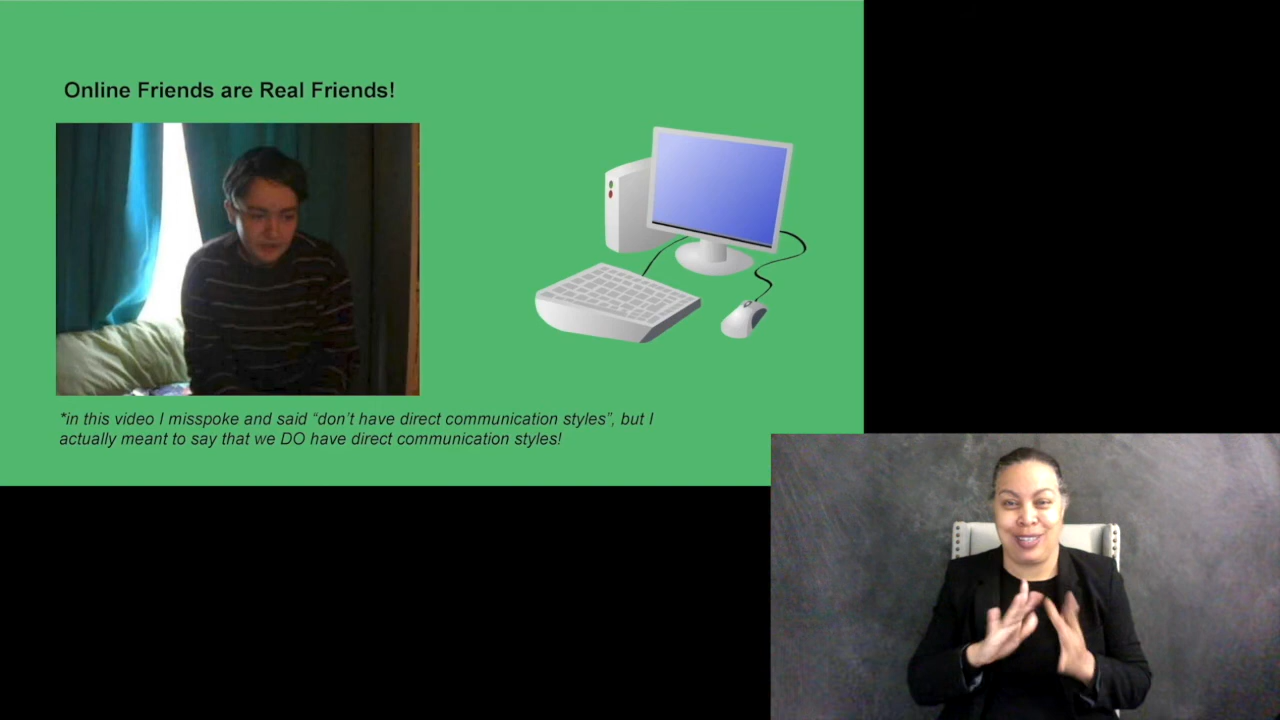 Online Friends are Real Friends!
*in this video I misspoke and said “don’t have direct communication styles”, but I
actually meant to say that we DO have direct communication styles!